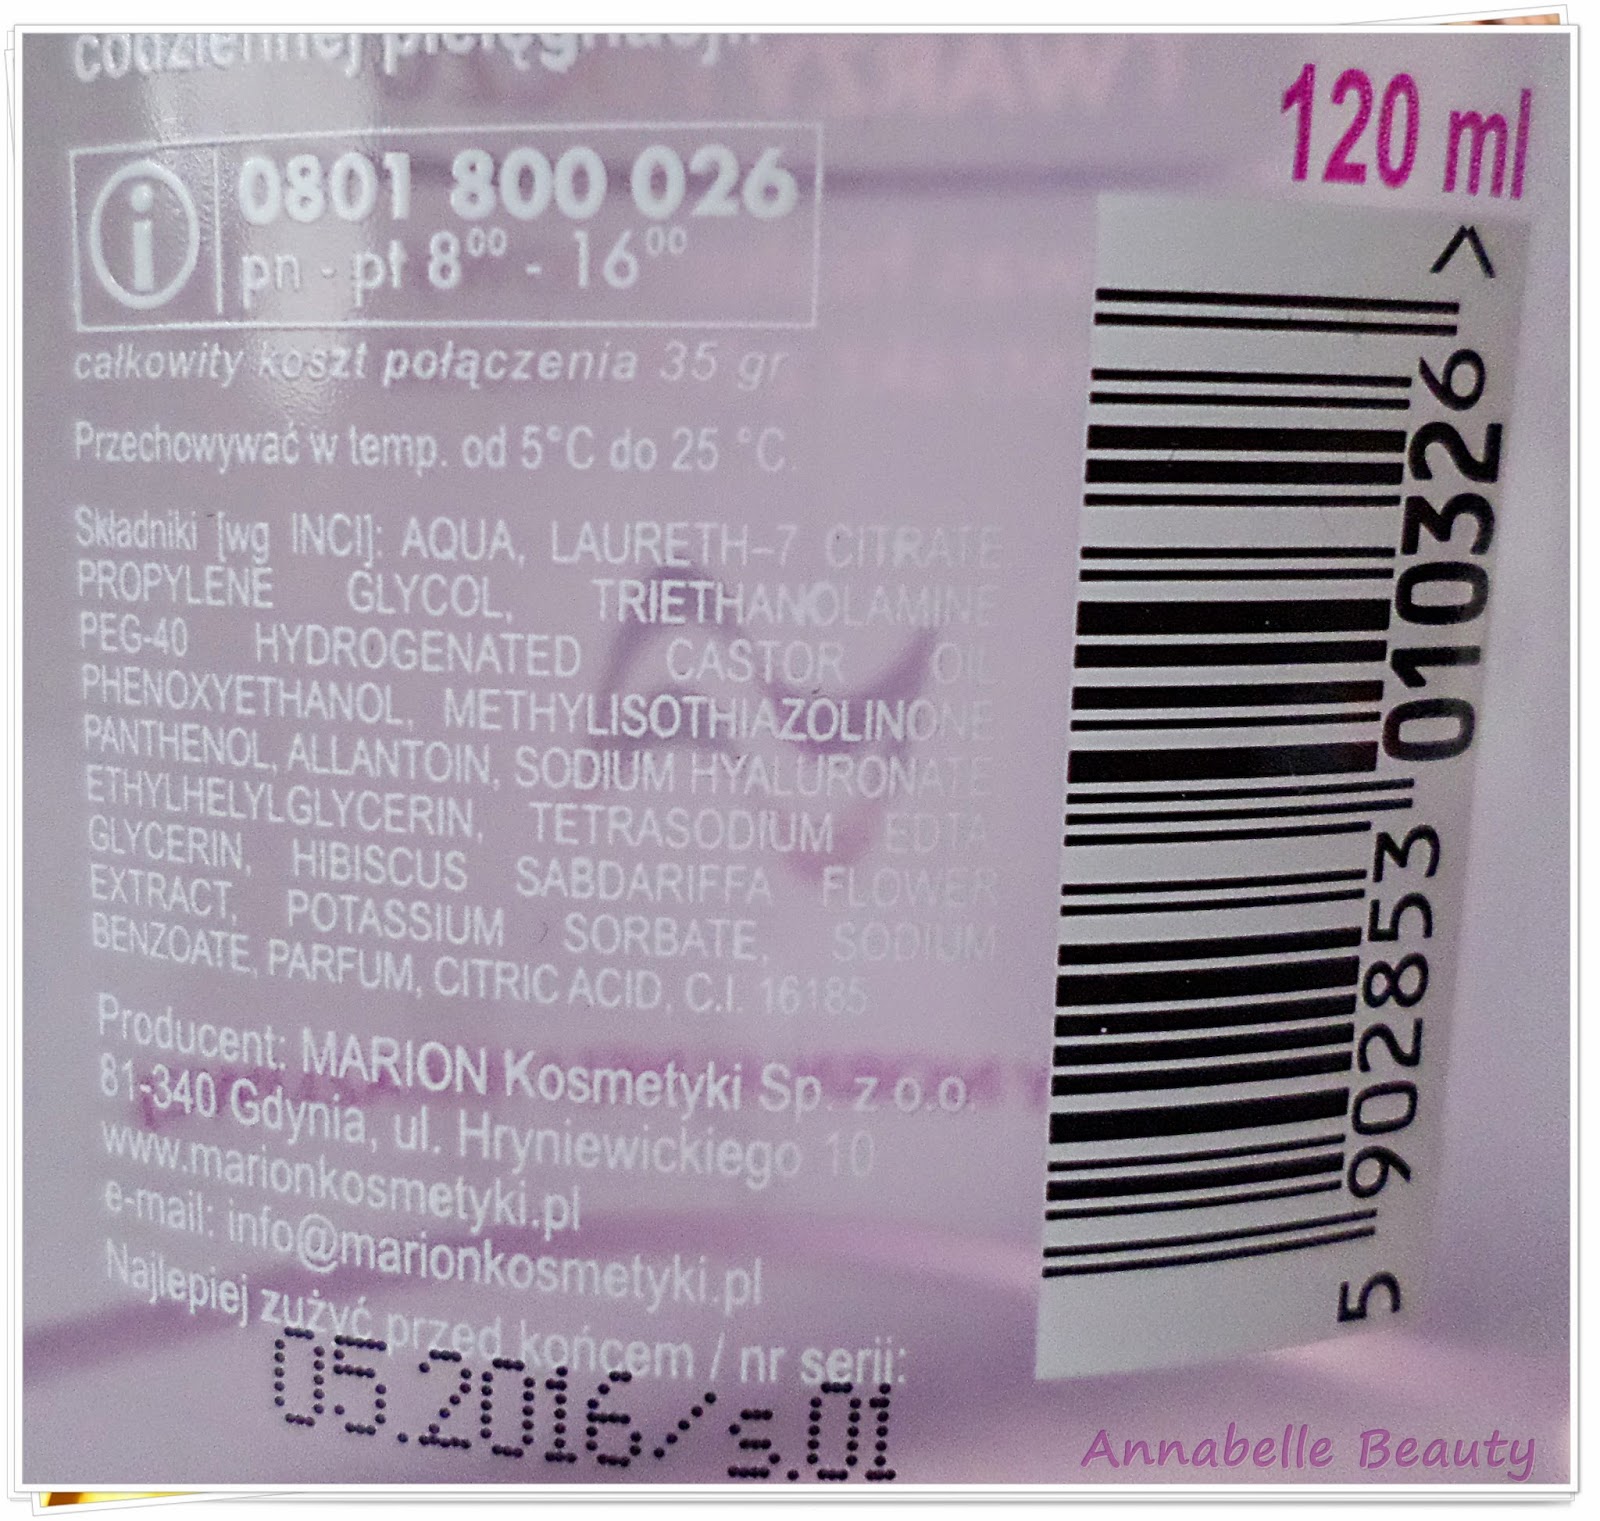 codziennej pielęgnacji.
120 ml
0801 800 026
pn - pt 8⁰⁰ - 16⁰⁰
całkowity koszt połączenia 35 gr
Przechowywać w temp. od 5°C do 25 °C.
Składniki [wg INCI]: AQUA, LAURETH-7 CITRATE
PROPYLENE GLYCOL, TRIETHANOLAMINE
PEG-40 HYDROGENATED CASTOR OIL
PHENOXYETHANOL, METHYLISOTHIAZOLINONE
PANTHENOL, ALLANTOIN, SODIUM HYALURONATE
ETHYLHELYLGLYCERIN, TETRASODIUM EDTA
GLYCERIN, HIBISCUS SABDARIFFA FLOWER
EXTRACT, POTASSIUM SORBATE, SODIUM
BENZOATE, PARFUM, CITRIC ACID, C.I. 16185
Producent: MARION Kosmetyki Sp. z o.o.
81-340 Gdynia, ul. Hryniewickiego 10
www.marionkosmetyki.pl
e-mail: info@marionkosmetyki.pl
Najlepiej zużyć przed końcem / nr serii:
05.2016/s.01
5 902853 010326 >
Annabelle Beauty